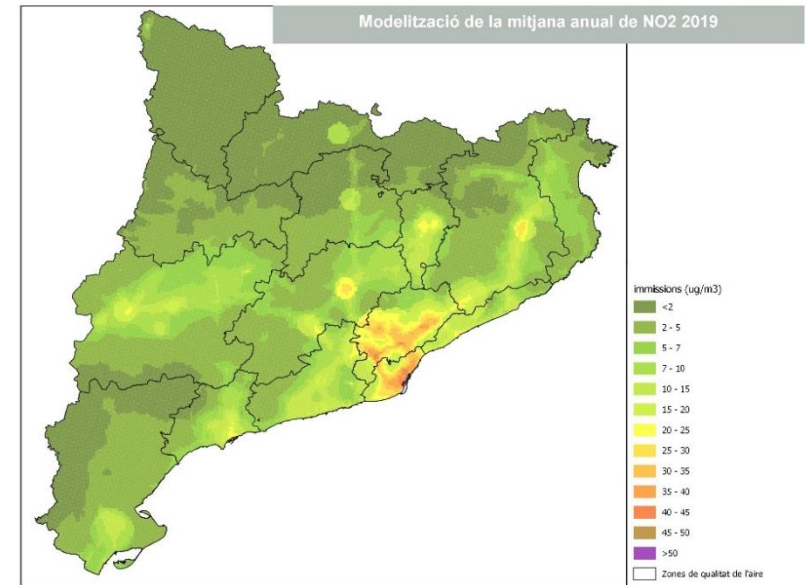 Modelització de la mitjana anual de NO2 2019
immissions (ug/m3)
<2
2 - 5
5 - 7
7 - 10
10 - 15
15 - 20
20 - 25
25 - 30
30 - 35
35 - 40
40 - 45
45 - 50
>50
Zones de qualitat de l'aire